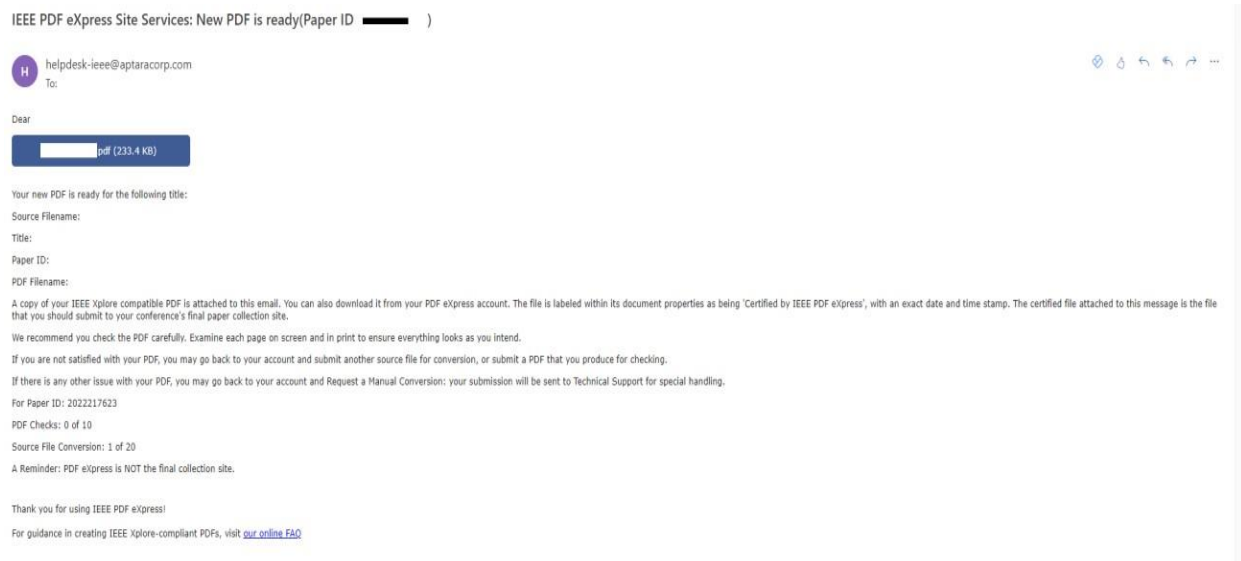 IEEE PDF eXpress Site Services: New PDF is ready(Paper ID )
H
helpdesk-ieee@aptaracorp.com
To:
Dear
pdf (233.4 KB)
Your new PDF is ready for the following title:
Source Filename:
Title:
Paper ID:
PDF Filename:
A copy of your IEEE Xplore compatible PDF is attached to this email. You can also download it from your PDF eXpress account. The file is labeled within its document properties as being 'Certified by IEEE PDF eXpress', with an exact date and time stamp. The certified file attached to this message is the file
that you should submit to your conference's final paper collection site.
We recommend you check the PDF carefully. Examine each page on screen and in print to ensure everything looks as you intend.
If you are not satisfied with your PDF, you may go back to your account and submit another source file for conversion, or submit a PDF that you produce for checking.
If there is any other issue with your PDF, you may go back to your account and Request a Manual Conversion: your submission will be sent to Technical Support for special handling.
For Paper ID: 2022217623
PDF Checks: 0 of 10
Source File Conversion: 1 of 20
A Reminder: PDF eXpress is NOT the final collection site.
Thank you for using IEEE PDF eXpress!
For guidance in creating IEEE Xplore-compliant PDFs, visit our online FAQ